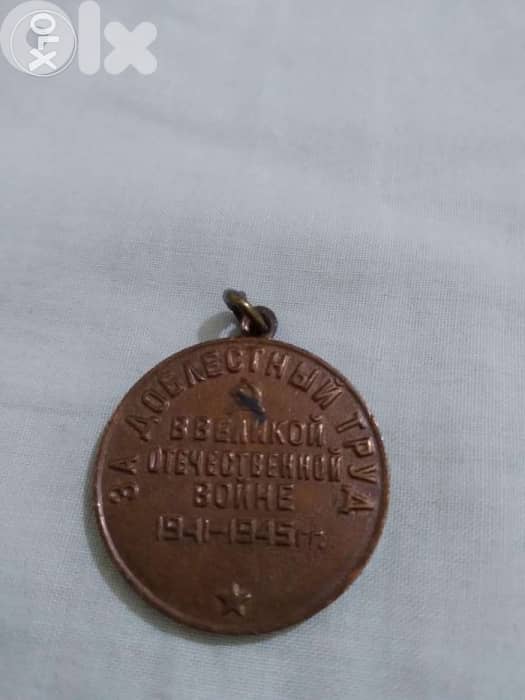 OLX
olx
ЗА ДОБЛЕСТНЫЙ ТРУД
В ВЕЛИКОЙ
ОТЕЧЕСТВЕННОЙ
ВОЙНЕ
1941-1945 гг.